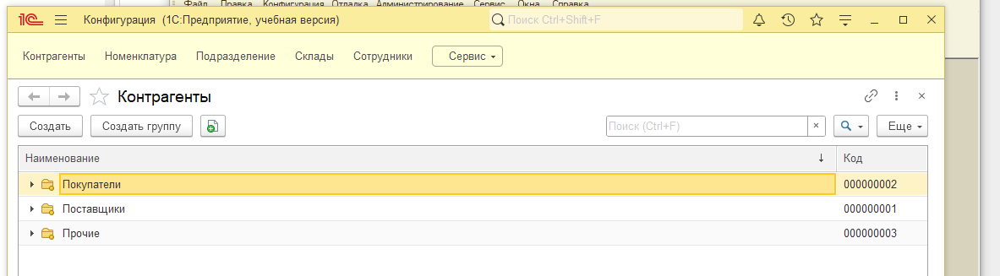 Файл Правка Конфигурация Отладка Администрирование Сервис Окна Справка
1С Конфигурация (1С:Предприятие, учебная версия) Поиск Ctrl+Shift+F
Контрагенты Номенклатура Подразделение Склады Сотрудники Сервис
Контрагенты
Создать Создать группу Поиск (Ctrl+F) × Еще
Наименование ↓ Код
Покупатели 000000002
Поставщики 000000001
Прочие 000000003